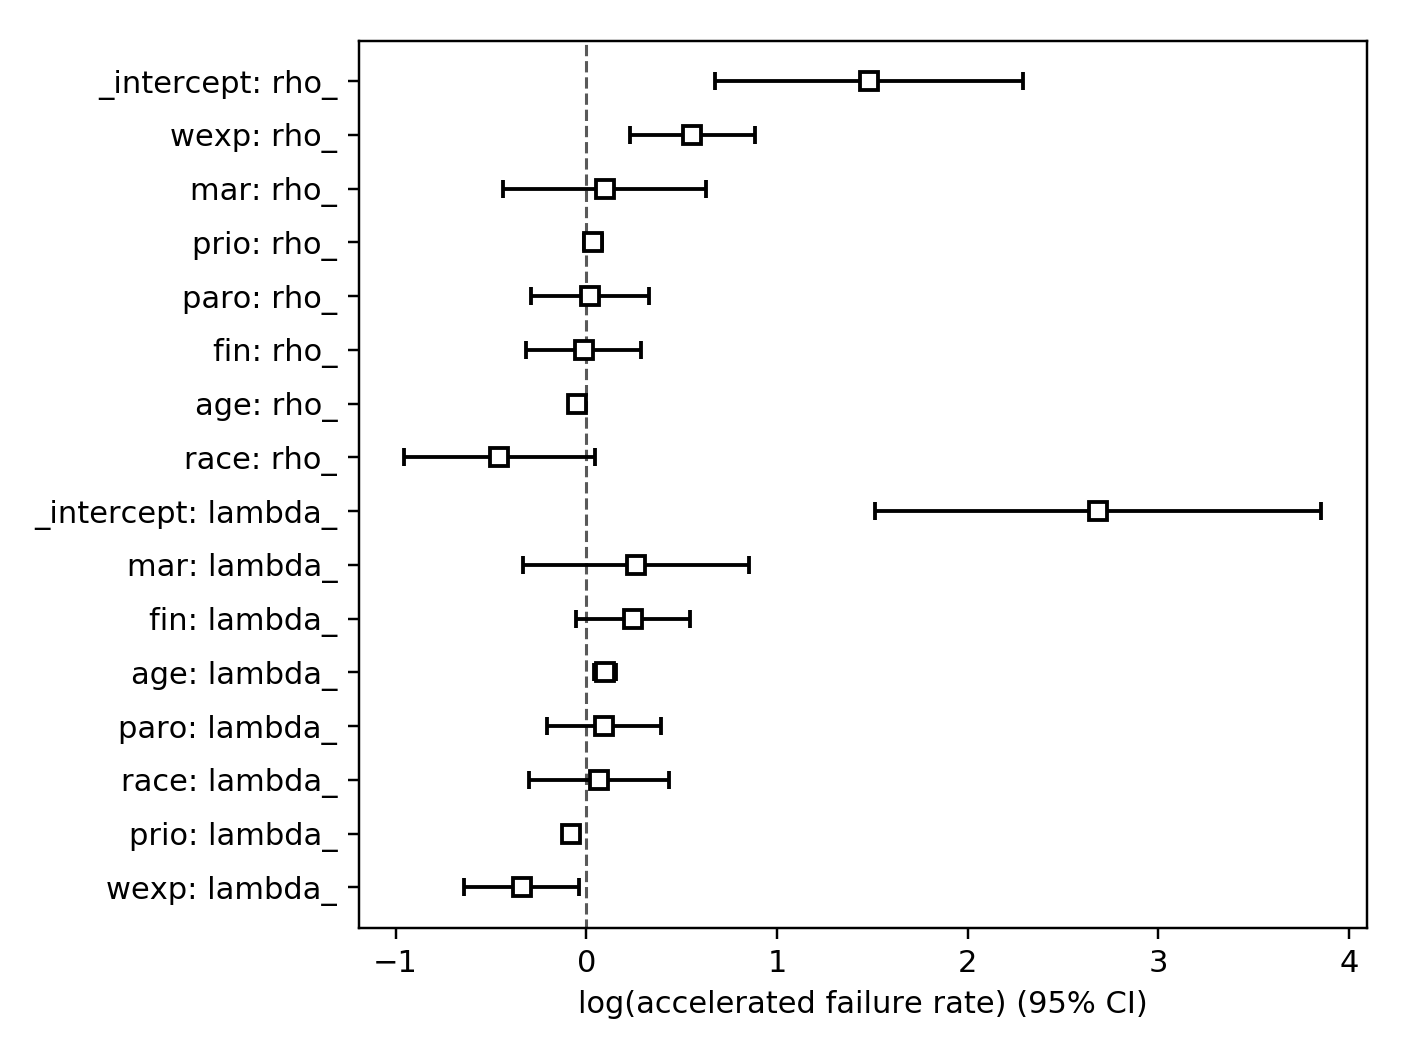 _intercept: rho_
wexp: rho_
mar: rho_
prio: rho_
paro: rho_
fin: rho_
age: rho_
race: rho_
_intercept: lambda_
mar: lambda_
fin: lambda_
age: lambda_
paro: lambda_
race: lambda_
prio: lambda_
wexp: lambda_
−1 0 1 2 3 4
log(accelerated failure rate) (95% CI)